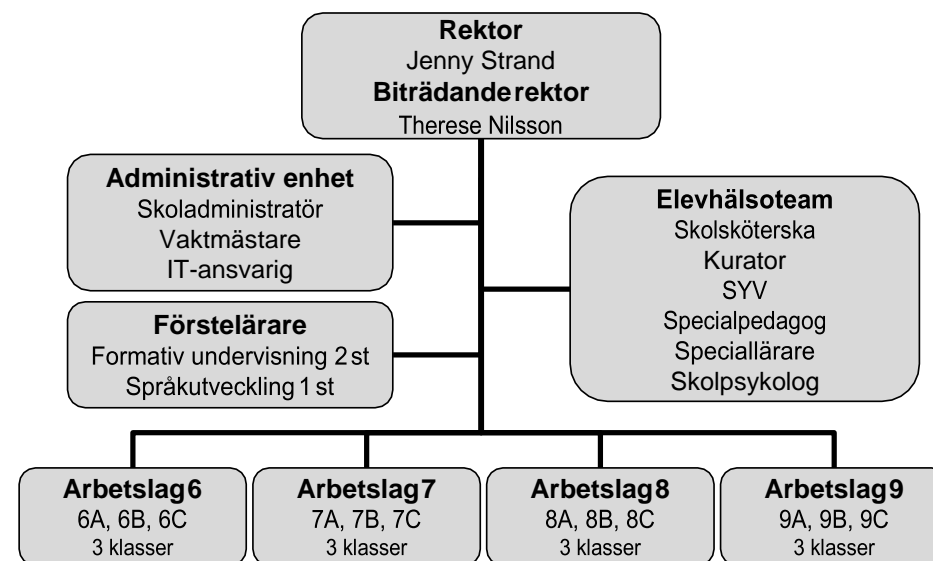 Rektor
Jenny Strand
Biträdande rektor
Therese Nilsson
Administrativ enhet
Skoladministratör
Vaktmästare
IT-ansvarig
Elevhälsoteam
Skolsköterska
Kurator
SYV
Specialpedagog
Speciallärare
Skolpsykolog
Förstelärare
Formativ undervisning 2 st
Språkutveckling 1 st
Arbetslag 6
6A, 6B, 6C
3 klasser
Arbetslag 7
7A, 7B, 7C
3 klasser
Arbetslag 8
8A, 8B, 8C
3 klasser
Arbetslag 9
9A, 9B, 9C
3 klasser